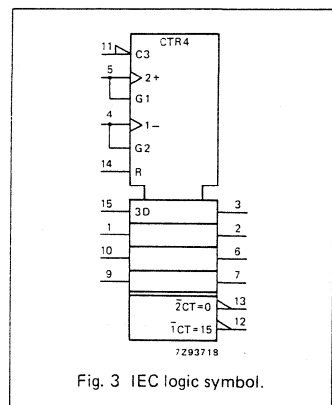 CTR4
11 C3
5 2+
G1
4 1−
G2
14 R
15 3D 3
1 2
10 6
9 7
2̅CT=0 13
1̅CT=15 12
7Z93718
Fig. 3 IEC logic symbol.